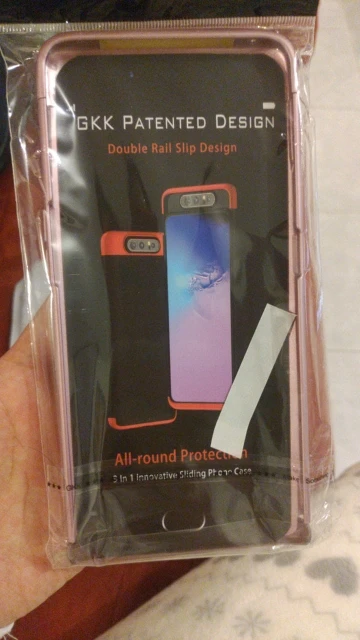 GKK PATENTED DESIGN
Double Rail Slip Design
All-round Protection
3 In 1 Innovative Sliding Phone Case